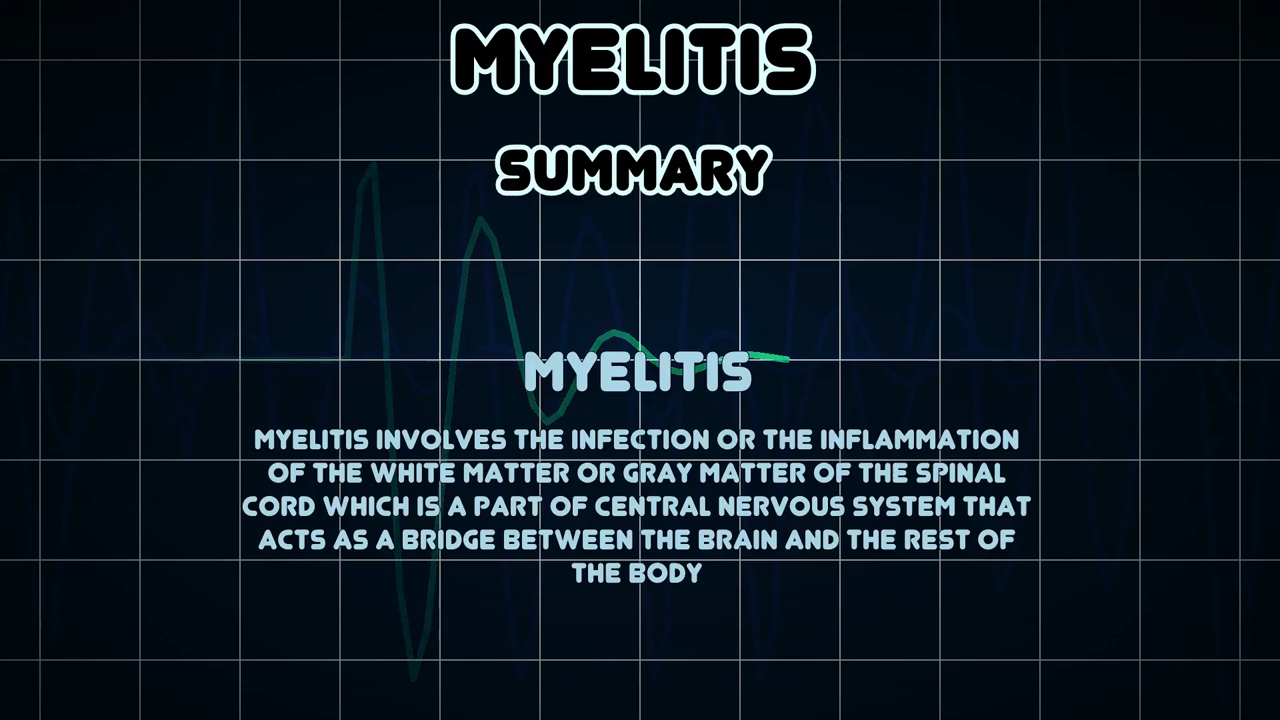 MYELITIS
SUMMARY
MYELITIS
MYELITIS INVOLVES THE INFECTION OR THE INFLAMMATION
OF THE WHITE MATTER OR GRAY MATTER OF THE SPINAL
CORD WHICH IS A PART OF CENTRAL NERVOUS SYSTEM THAT
ACTS AS A BRIDGE BETWEEN THE BRAIN AND THE REST OF
THE BODY